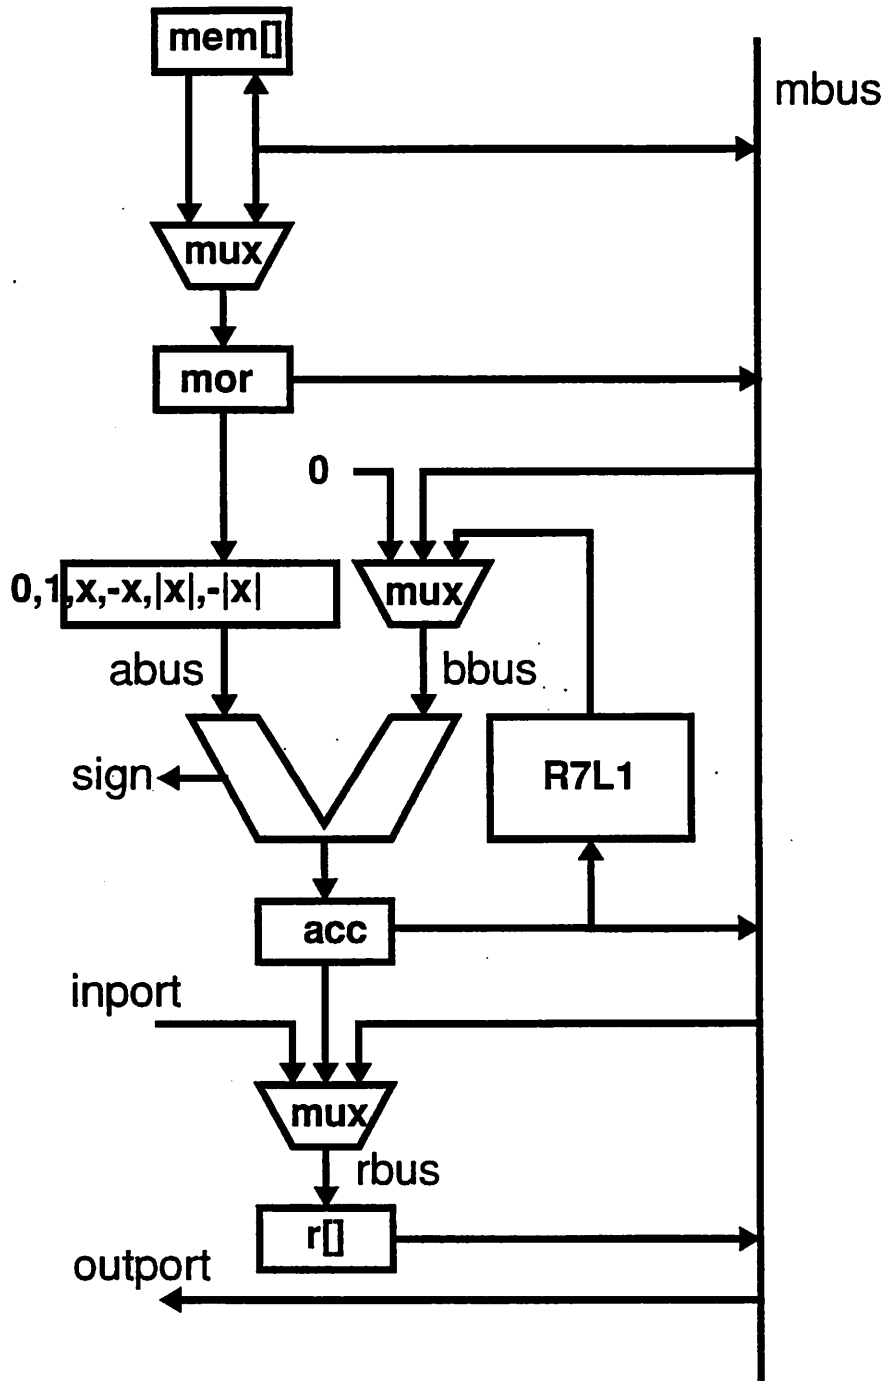 mem[]
mbus
mux
mor
0
0,1,x,-x,|x|,-|x|
mux
abus
bbus
sign
R7L1
acc
inport
mux
rbus
r[]
outport